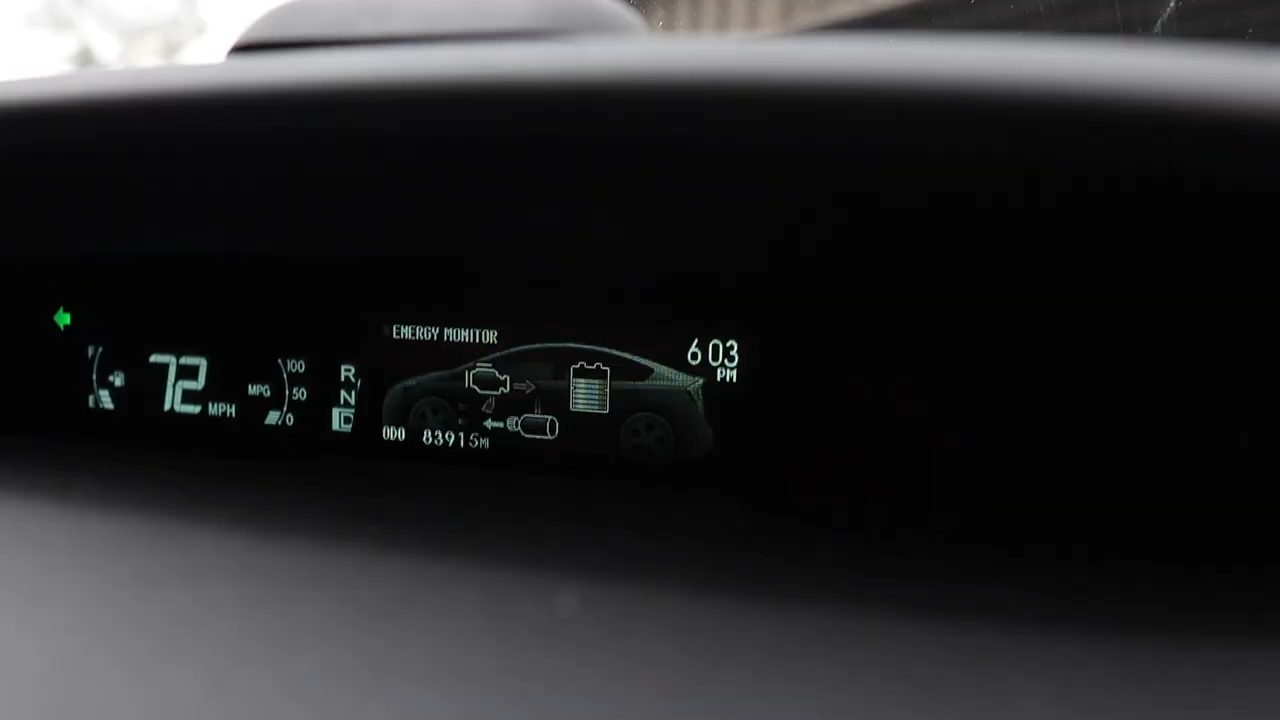 ENERGY MONITOR
6 03
PM
72 MPH
MPG
100
50
0
R
N
D
ODO 83915MI